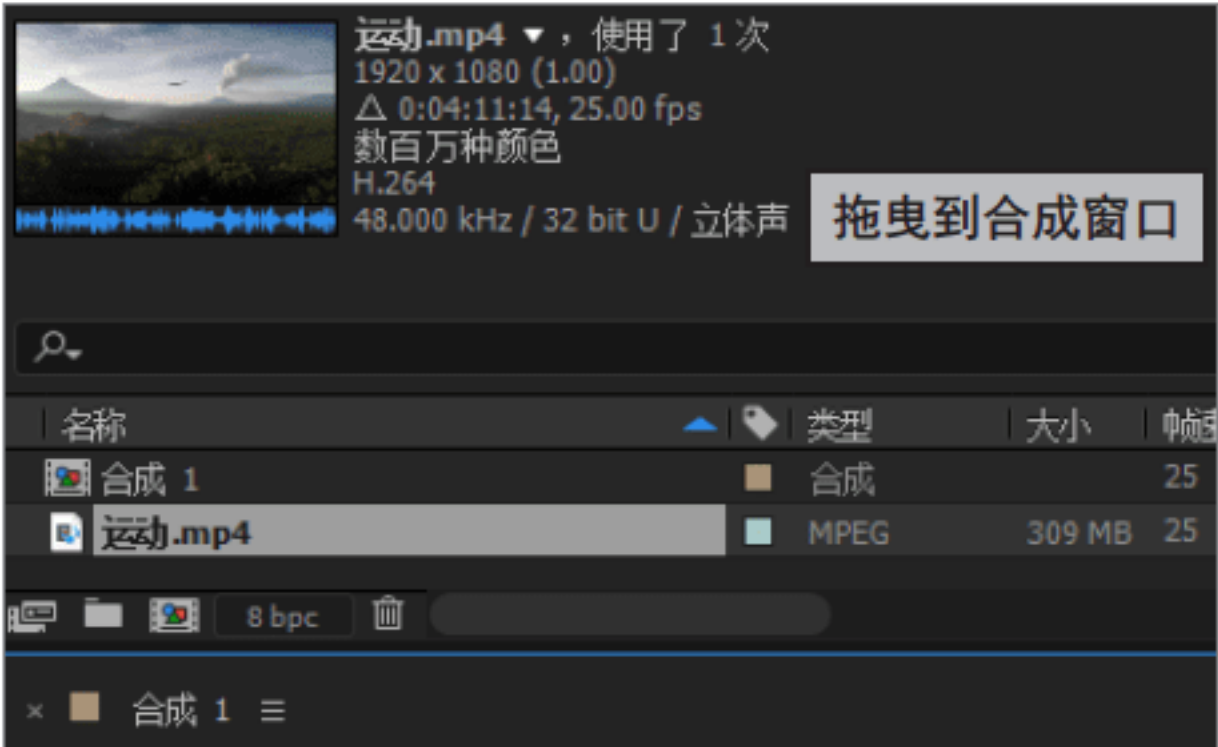 运动.mp4 ▼ ，使用了 1 次
1920 x 1080 (1.00)
△ 0:04:11:14, 25.00 fps
数百万种颜色
H.264
48.000 kHz / 32 bit U / 立体声
拖曳到合成窗口
名称 类型 大小 帧速
合成 1 合成 25
运动.mp4 MPEG 309 MB 25
8 bpc
× 合成 1 ≡